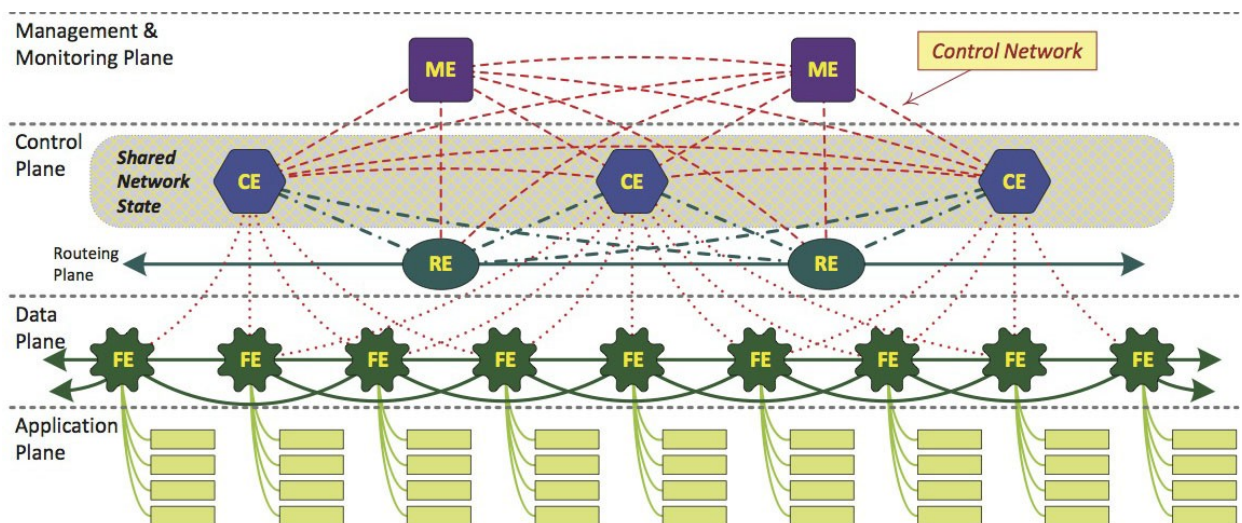 Management &
Monitoring Plane
ME
ME
Control Network
Control
Plane
Shared
Network
State
CE
CE
CE
Routeing
Plane
RE
RE
Data
Plane
FE
FE
FE
FE
FE
FE
FE
FE
FE
Application
Plane